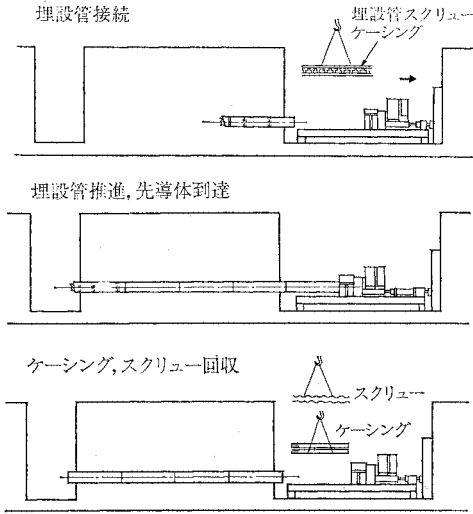 埋設管接続
埋設管スクリュー
ケーシング
埋設管推進,先導体到達
ケーシング,スクリュー回収
スクリュー
ケーシング